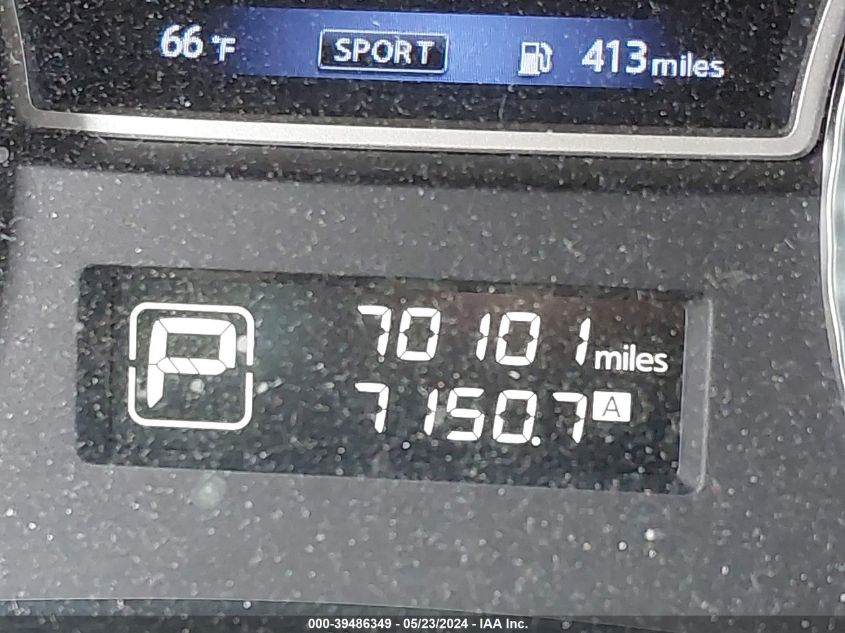 66 °F SPORT 413 miles
P 70101 miles
7150.7 A
000-39486349 - 05/23/2024 - IAA Inc.